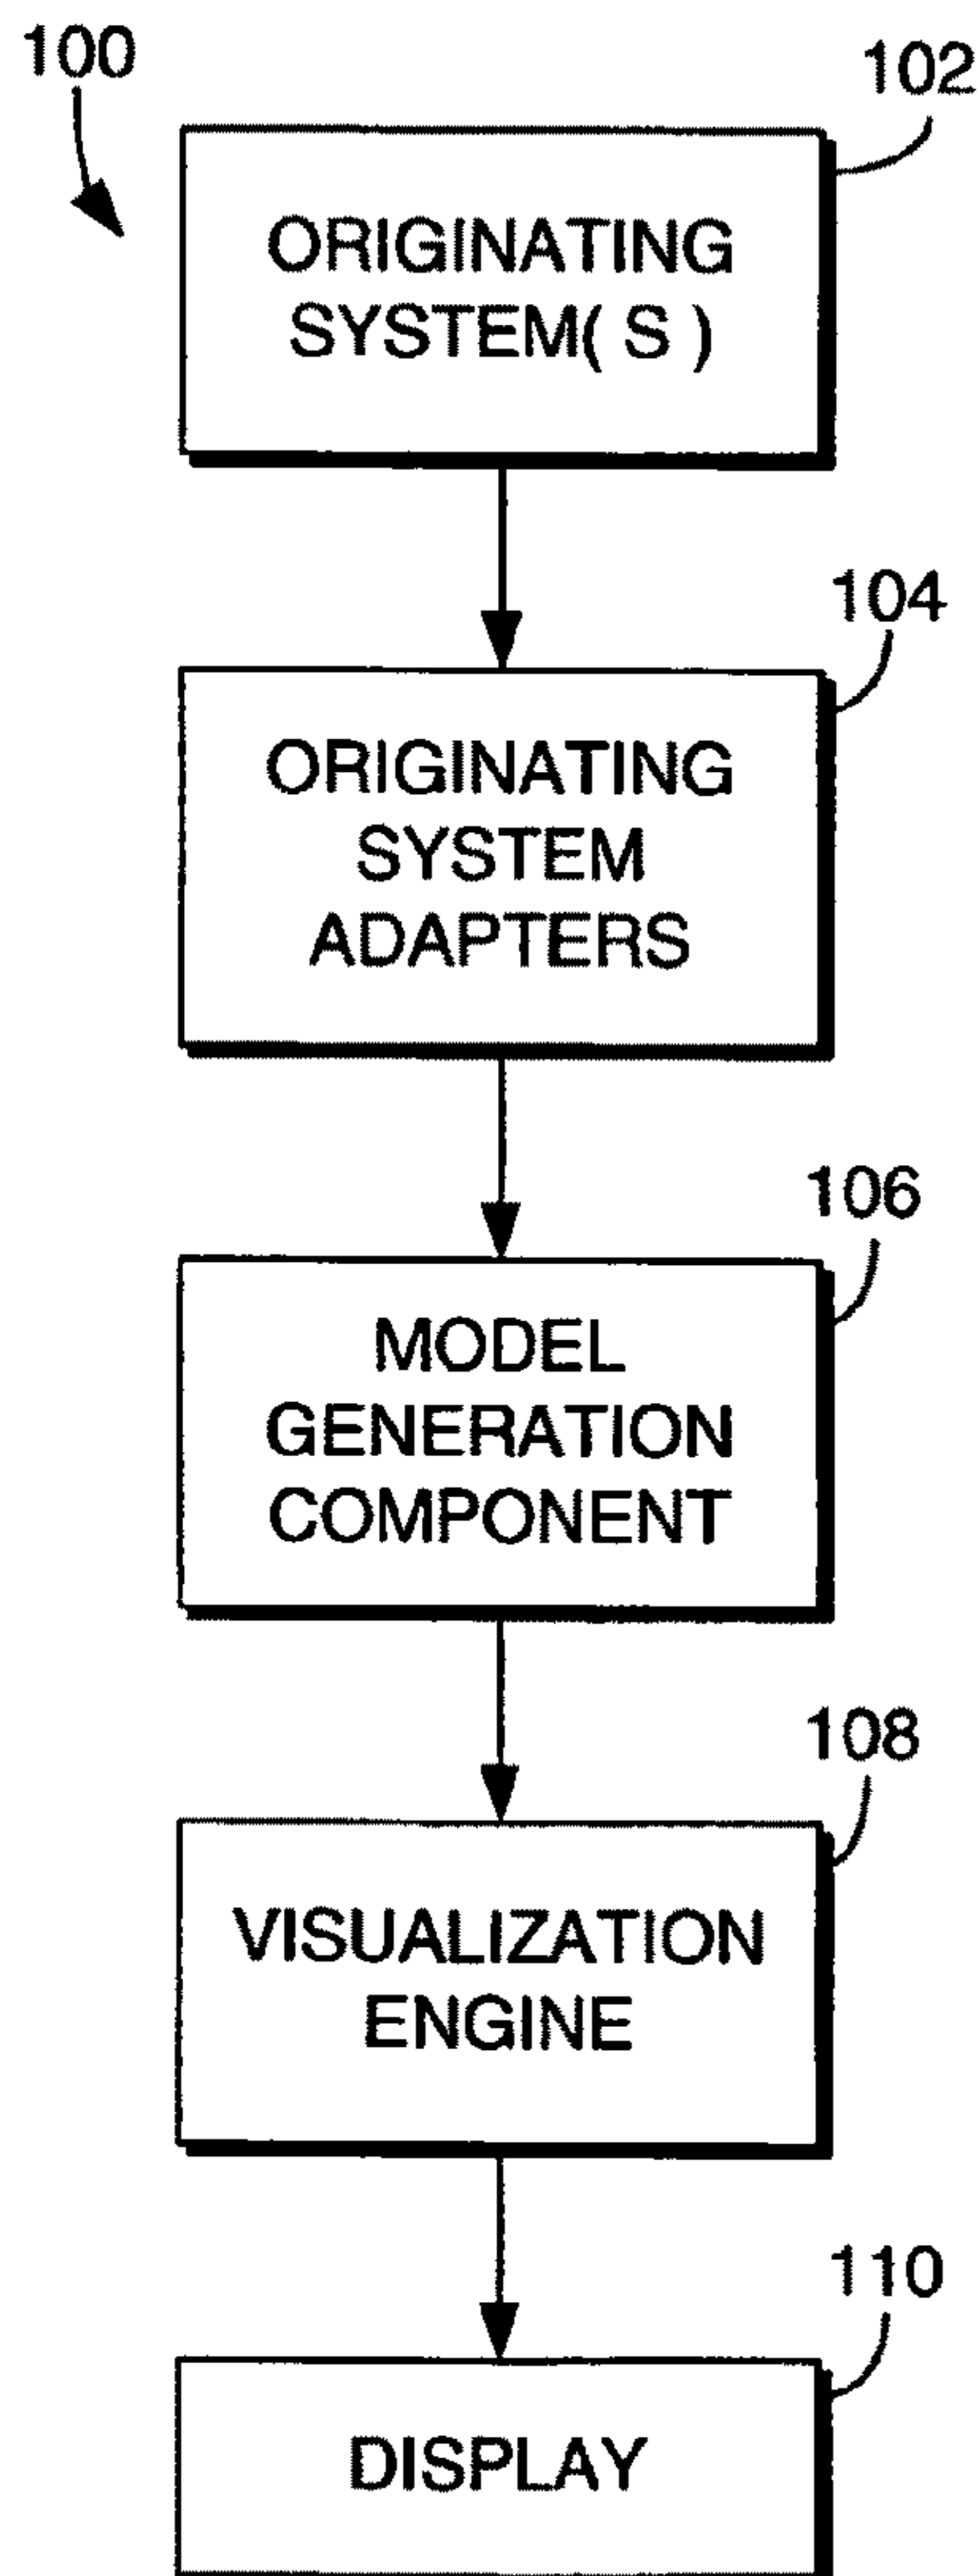 100
102
ORIGINATING
SYSTEM( S )
104
ORIGINATING
SYSTEM
ADAPTERS
106
MODEL
GENERATION
COMPONENT
108
VISUALIZATION
ENGINE
110
DISPLAY